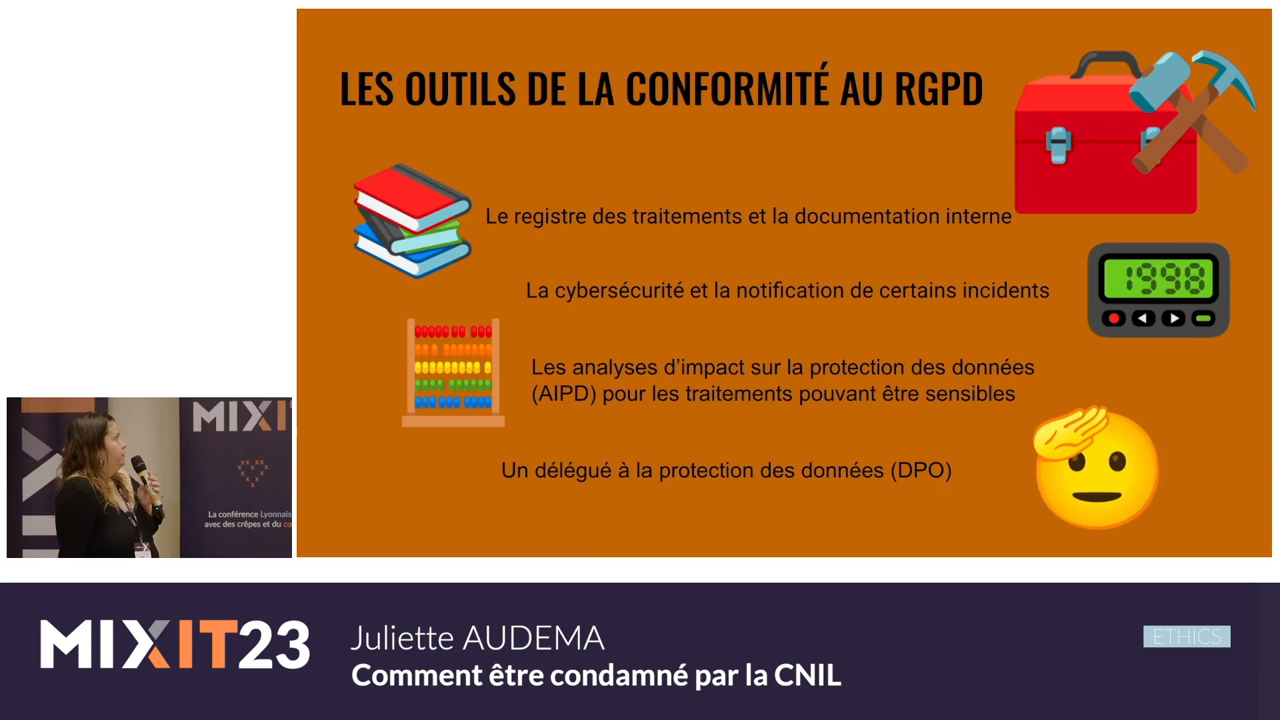 LES OUTILS DE LA CONFORMITÉ AU RGPD
Le registre des traitements et la documentation interne
1998
La cybersécurité et la notification de certains incidents
Les analyses d'impact sur la protection des données
(AIPD) pour les traitements pouvant être sensibles
Un délégué à la protection des données (DPO)
MIXI
La conférence Lyonnais
avec des crêpes et du cu
MIXIT23
Juliette AUDEMA
Comment être condamné par la CNIL
ETHICS